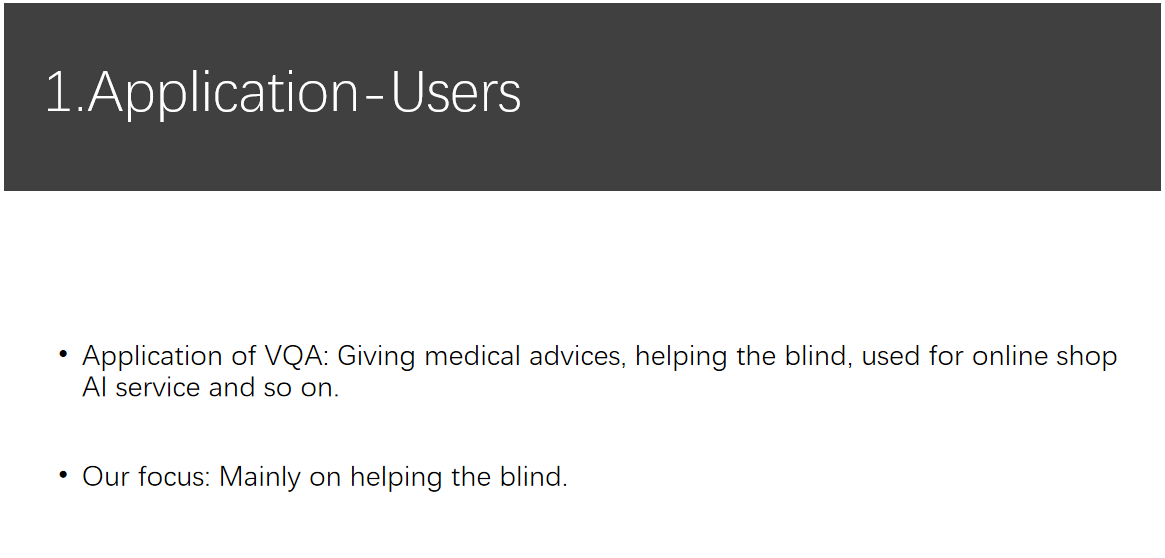 1.Application-Users
• Application of VQA: Giving medical advices, helping the blind, used for online shop
AI service and so on.
• Our focus: Mainly on helping the blind.